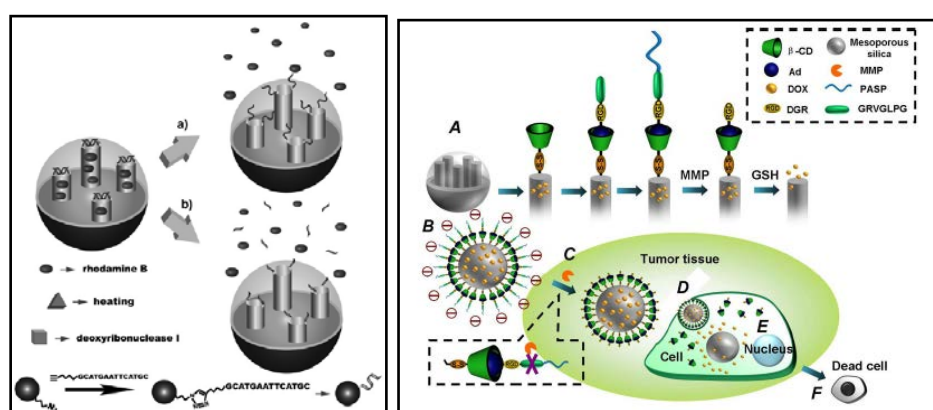 a)
b)
rhodamine B
heating
deoxyribonuclease I
GCATGAATTCATGC
GCATGAATTCATGC
β-CD Mesoporous
silica
Ad MMP
DOX PASP
DGR GRVGLPG
A
MMP GSH
B
C
Tumor tissue
D
E
Cell Nucleus
Dead cell
F